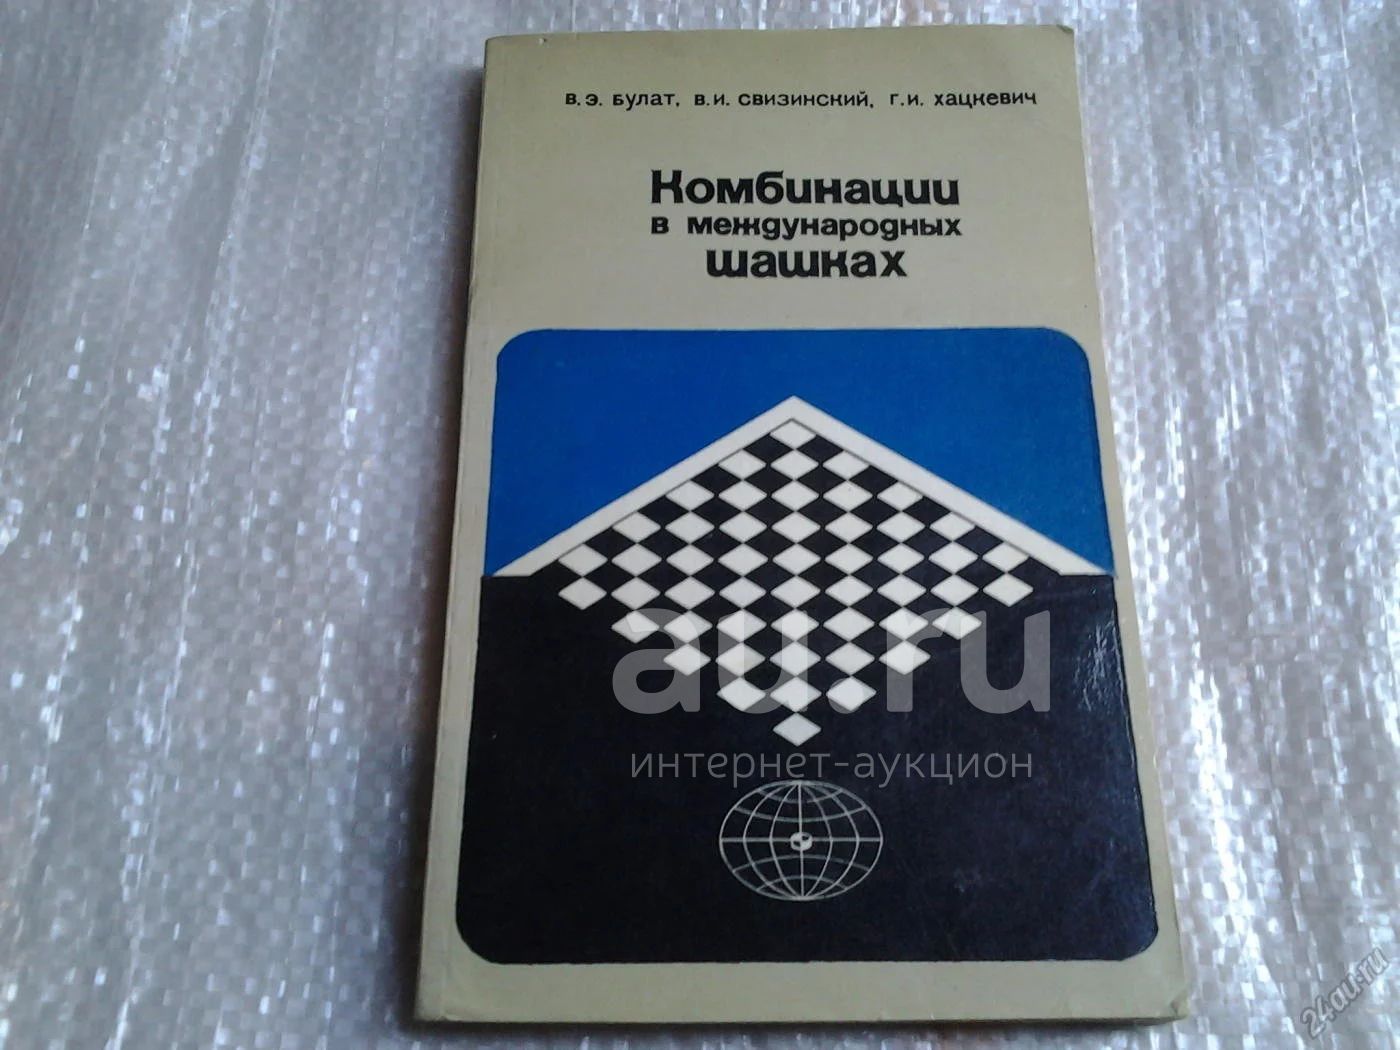 В.Э. БУЛАТ, В.И. СВИЗИНСКИЙ, Г.И. ХАЦКЕВИЧ
Комбинации
в международных
шашках
au.ru
интернет-аукцион
24au.ru